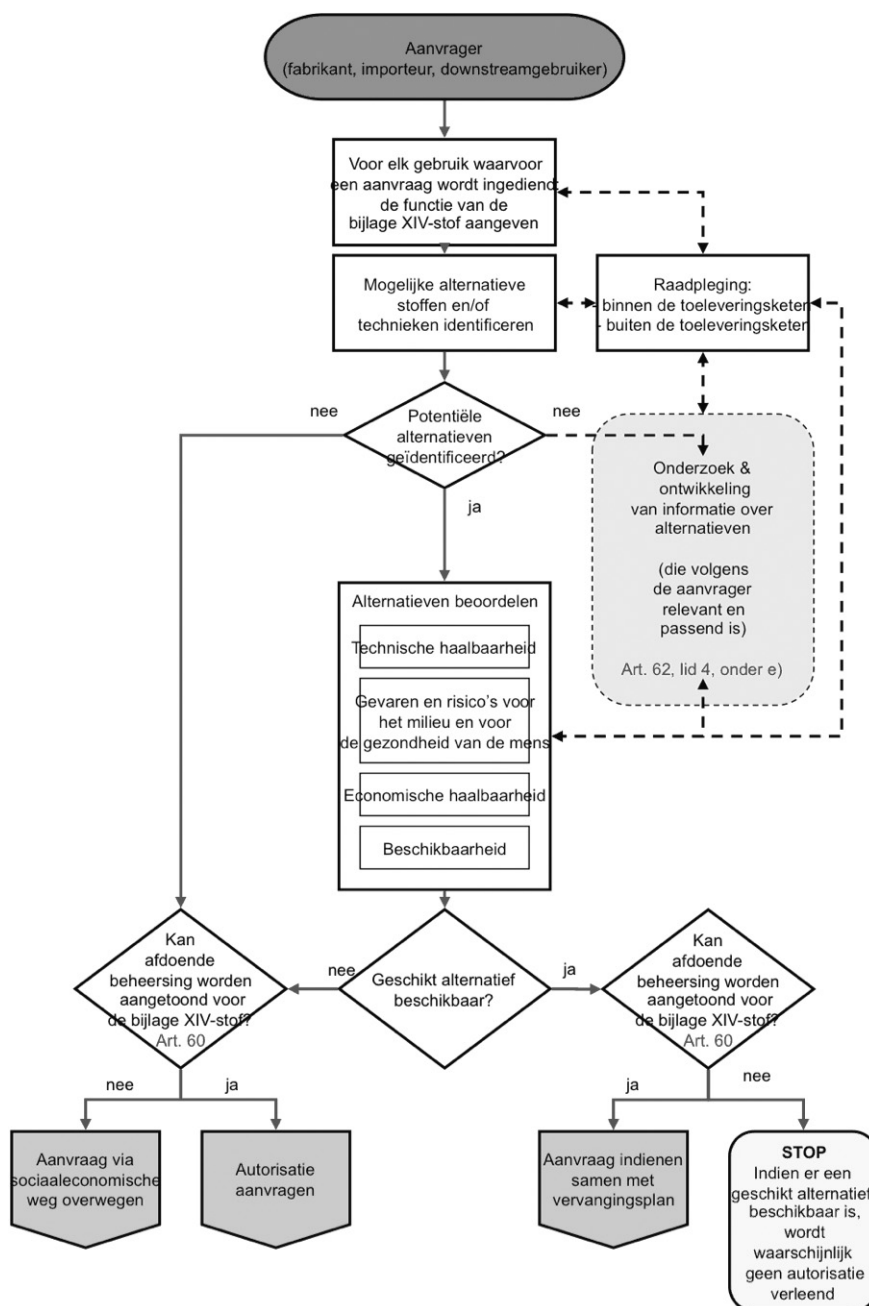 Aanvrager
(fabrikant, importeur, downstreamgebruiker)
Voor elk gebruik waarvoor
een aanvraag wordt ingediend:
de functie van de
bijlage XIV-stof aangeven
Mogelijke alternatieve
stoffen en/of
technieken identificeren
Raadpleging:
- binnen de toeleveringsketen
- buiten de toeleveringsketen
nee
Potentiële
alternatieven
geïdentificeerd?
nee
ja
Onderzoek &
ontwikkeling
van informatie over
alternatieven
(die volgens
de aanvrager
relevant en
passend is)
Art. 62, lid 4, onder e)
Alternatieven beoordelen
Technische haalbaarheid
Gevaren en risico's voor
het milieu en voor
de gezondheid van de mens
Economische haalbaarheid
Beschikbaarheid
Kan
afdoende
beheersing worden
aangetoond voor
de bijlage XIV-stof?
Art. 60
nee
Geschikt alternatief
beschikbaar?
ja
Kan
afdoende
beheersing worden
aangetoond voor
de bijlage XIV-stof?
Art. 60
nee
ja
ja
nee
Aanvraag via
sociaaleconomische
weg overwegen
Autorisatie
aanvragen
Aanvraag indienen
samen met
vervangingsplan
STOP
Indien er een
geschikt alternatief
beschikbaar is,
wordt
waarschijnlijk
geen autorisatie
verleend